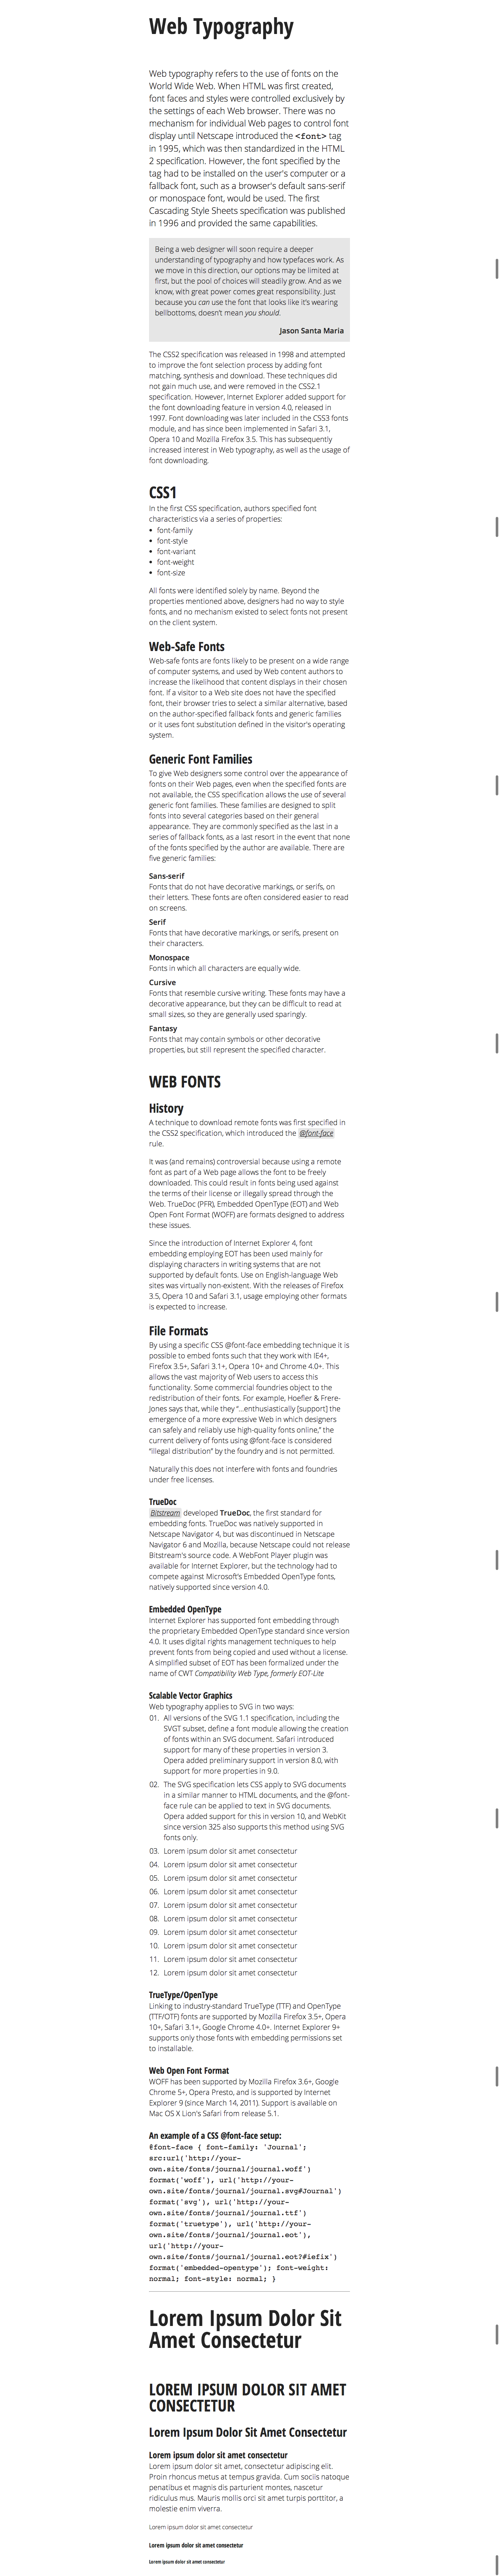 Web Typography
Web typography refers to the use of fonts on the
World Wide Web. When HTML was first created,
font faces and styles were controlled exclusively by
the settings of each Web browser. There was no
mechanism for individual Web pages to control font
display until Netscape introduced the <font> tag
in 1995, which was then standardized in the HTML
2 specification. However, the font specified by the
tag had to be installed on the user's computer or a
fallback font, such as a browser's default sans-serif
or monospace font, would be used. The first
Cascading Style Sheets specification was published
in 1996 and provided the same capabilities.
Being a web designer will soon require a deeper
understanding of typography and how typefaces work. As
we move in this direction, our options may be limited at
first, but the pool of choices will steadily grow. And as we
know, with great power comes great responsibility. Just
because you can use the font that looks like it's wearing
bellbottoms, doesn't mean you should.
Jason Santa Maria
The CSS2 specification was released in 1998 and attempted
to improve the font selection process by adding font
matching, synthesis and download. These techniques did
not gain much use, and were removed in the CSS2.1
specification. However, Internet Explorer added support for
the font downloading feature in version 4.0, released in
1997. Font downloading was later included in the CSS3 fonts
module, and has since been implemented in Safari 3.1,
Opera 10 and Mozilla Firefox 3.5. This has subsequently
increased interest in Web typography, as well as the usage of
font downloading.
CSS1
In the first CSS specification, authors specified font
characteristics via a series of properties:
• font-family
• font-style
• font-variant
• font-weight
• font-size
All fonts were identified solely by name. Beyond the
properties mentioned above, designers had no way to style
fonts, and no mechanism existed to select fonts not present
on the client system.
Web-Safe Fonts
Web-safe fonts are fonts likely to be present on a wide range
of computer systems, and used by Web content authors to
increase the likelihood that content displays in their chosen
font. If a visitor to a Web site does not have the specified
font, their browser tries to select a similar alternative, based
on the author-specified fallback fonts and generic families
or it uses font substitution defined in the visitor's operating
system.
Generic Font Families
To give Web designers some control over the appearance of
fonts on their Web pages, even when the specified fonts are
not available, the CSS specification allows the use of several
generic font families. These families are designed to split
fonts into several categories based on their general
appearance. They are commonly specified as the last in a
series of fallback fonts, as a last resort in the event that none
of the fonts specified by the author are available. There are
five generic families:
Sans-serif
Fonts that do not have decorative markings, or serifs, on
their letters. These fonts are often considered easier to read
on screens.
Serif
Fonts that have decorative markings, or serifs, present on
their characters.
Monospace
Fonts in which all characters are equally wide.
Cursive
Fonts that resemble cursive writing. These fonts may have a
decorative appearance, but they can be difficult to read at
small sizes, so they are generally used sparingly.
Fantasy
Fonts that may contain symbols or other decorative
properties, but still represent the specified character.
WEB FONTS
History
A technique to download remote fonts was first specified in
the CSS2 specification, which introduced the @font-face
rule.
It was (and remains) controversial because using a remote
font as part of a Web page allows the font to be freely
downloaded. This could result in fonts being used against
the terms of their license or illegally spread through the
Web. TrueDoc (PFR), Embedded OpenType (EOT) and Web
Open Font Format (WOFF) are formats designed to address
these issues.
Since the introduction of Internet Explorer 4, font
embedding employing EOT has been used mainly for
displaying characters in writing systems that are not
supported by default fonts. Use on English-language Web
sites was virtually non-existent. With the releases of Firefox
3.5, Opera 10 and Safari 3.1, usage employing other formats
is expected to increase.
File Formats
By using a specific CSS @font-face embedding technique it is
possible to embed fonts such that they work with IE4+,
Firefox 3.5+, Safari 3.1+, Opera 10+ and Chrome 4.0+. This
allows the vast majority of Web users to access this
functionality. Some commercial foundries object to the
redistribution of their fonts. For example, Hoefler & Frere-
Jones says that, while they "...enthusiastically [support] the
emergence of a more expressive Web in which designers
can safely and reliably use high-quality fonts online," the
current delivery of fonts using @font-face is considered
"illegal distribution" by the foundry and is not permitted.
Naturally this does not interfere with fonts and foundries
under free licenses.
TrueDoc
Bitstream developed TrueDoc, the first standard for
embedding fonts. TrueDoc was natively supported in
Netscape Navigator 4, but was discontinued in Netscape
Navigator 6 and Mozilla, because Netscape could not release
Bitstream's source code. A WebFont Player plugin was
available for Internet Explorer, but the technology had to
compete against Microsoft's Embedded OpenType fonts,
natively supported since version 4.0.
Embedded OpenType
Internet Explorer has supported font embedding through
the proprietary Embedded OpenType standard since version
4.0. It uses digital rights management techniques to help
prevent fonts from being copied and used without a license.
A simplified subset of EOT has been formalized under the
name of CWT Compatibility Web Type, formerly EOT-Lite
Scalable Vector Graphics
Web typography applies to SVG in two ways:
01. All versions of the SVG 1.1 specification, including the
SVGT subset, define a font module allowing the creation
of fonts within an SVG document. Safari introduced
support for many of these properties in version 3.
Opera added preliminary support in version 8.0, with
support for more properties in 9.0.
02. The SVG specification lets CSS apply to SVG documents
in a similar manner to HTML documents, and the @font-
face rule can be applied to text in SVG documents.
Opera added support for this in version 10, and WebKit
since version 325 also supports this method using SVG
fonts only.
03. Lorem ipsum dolor sit amet consectetur
04. Lorem ipsum dolor sit amet consectetur
05. Lorem ipsum dolor sit amet consectetur
06. Lorem ipsum dolor sit amet consectetur
07. Lorem ipsum dolor sit amet consectetur
08. Lorem ipsum dolor sit amet consectetur
09. Lorem ipsum dolor sit amet consectetur
10. Lorem ipsum dolor sit amet consectetur
11. Lorem ipsum dolor sit amet consectetur
12. Lorem ipsum dolor sit amet consectetur
TrueType/OpenType
Linking to industry-standard TrueType (TTF) and OpenType
(TTF/OTF) fonts are supported by Mozilla Firefox 3.5+, Opera
10+, Safari 3.1+, Google Chrome 4.0+. Internet Explorer 9+
supports only those fonts with embedding permissions set
to installable.
Web Open Font Format
WOFF has been supported by Mozilla Firefox 3.6+, Google
Chrome 5+, Opera Presto, and is supported by Internet
Explorer 9 (since March 14, 2011). Support is available on
Mac OS X Lion's Safari from release 5.1.
An example of a CSS @font-face setup:
@font-face { font-family: 'Journal';
src:url('http://your-
own.site/fonts/journal/journal.woff')
format('woff'), url('http://your-
own.site/fonts/journal/journal.svg#Journal')
format('svg'), url('http://your-
own.site/fonts/journal/journal.ttf')
format('truetype'), url('http://your-
own.site/fonts/journal/journal.eot'),
url('http://your-
own.site/fonts/journal/journal.eot?#iefix')
format('embedded-opentype'); font-weight:
normal; font-style: normal; }
Lorem Ipsum Dolor Sit
Amet Consectetur
LOREM IPSUM DOLOR SIT AMET
CONSECTETUR
Lorem Ipsum Dolor Sit Amet Consectetur
Lorem ipsum dolor sit amet consectetur
Lorem ipsum dolor sit amet, consectetur adipiscing elit.
Proin rhoncus metus at tempus gravida. Cum sociis natoque
penatibus et magnis dis parturient montes, nascetur
ridiculus mus. Mauris mollis orci sit amet turpis porttitor, a
molestie enim viverra.
Lorem ipsum dolor sit amet consectetur
Lorem ipsum dolor sit amet consectetur
Lorem ipsum dolor sit amet consectetur